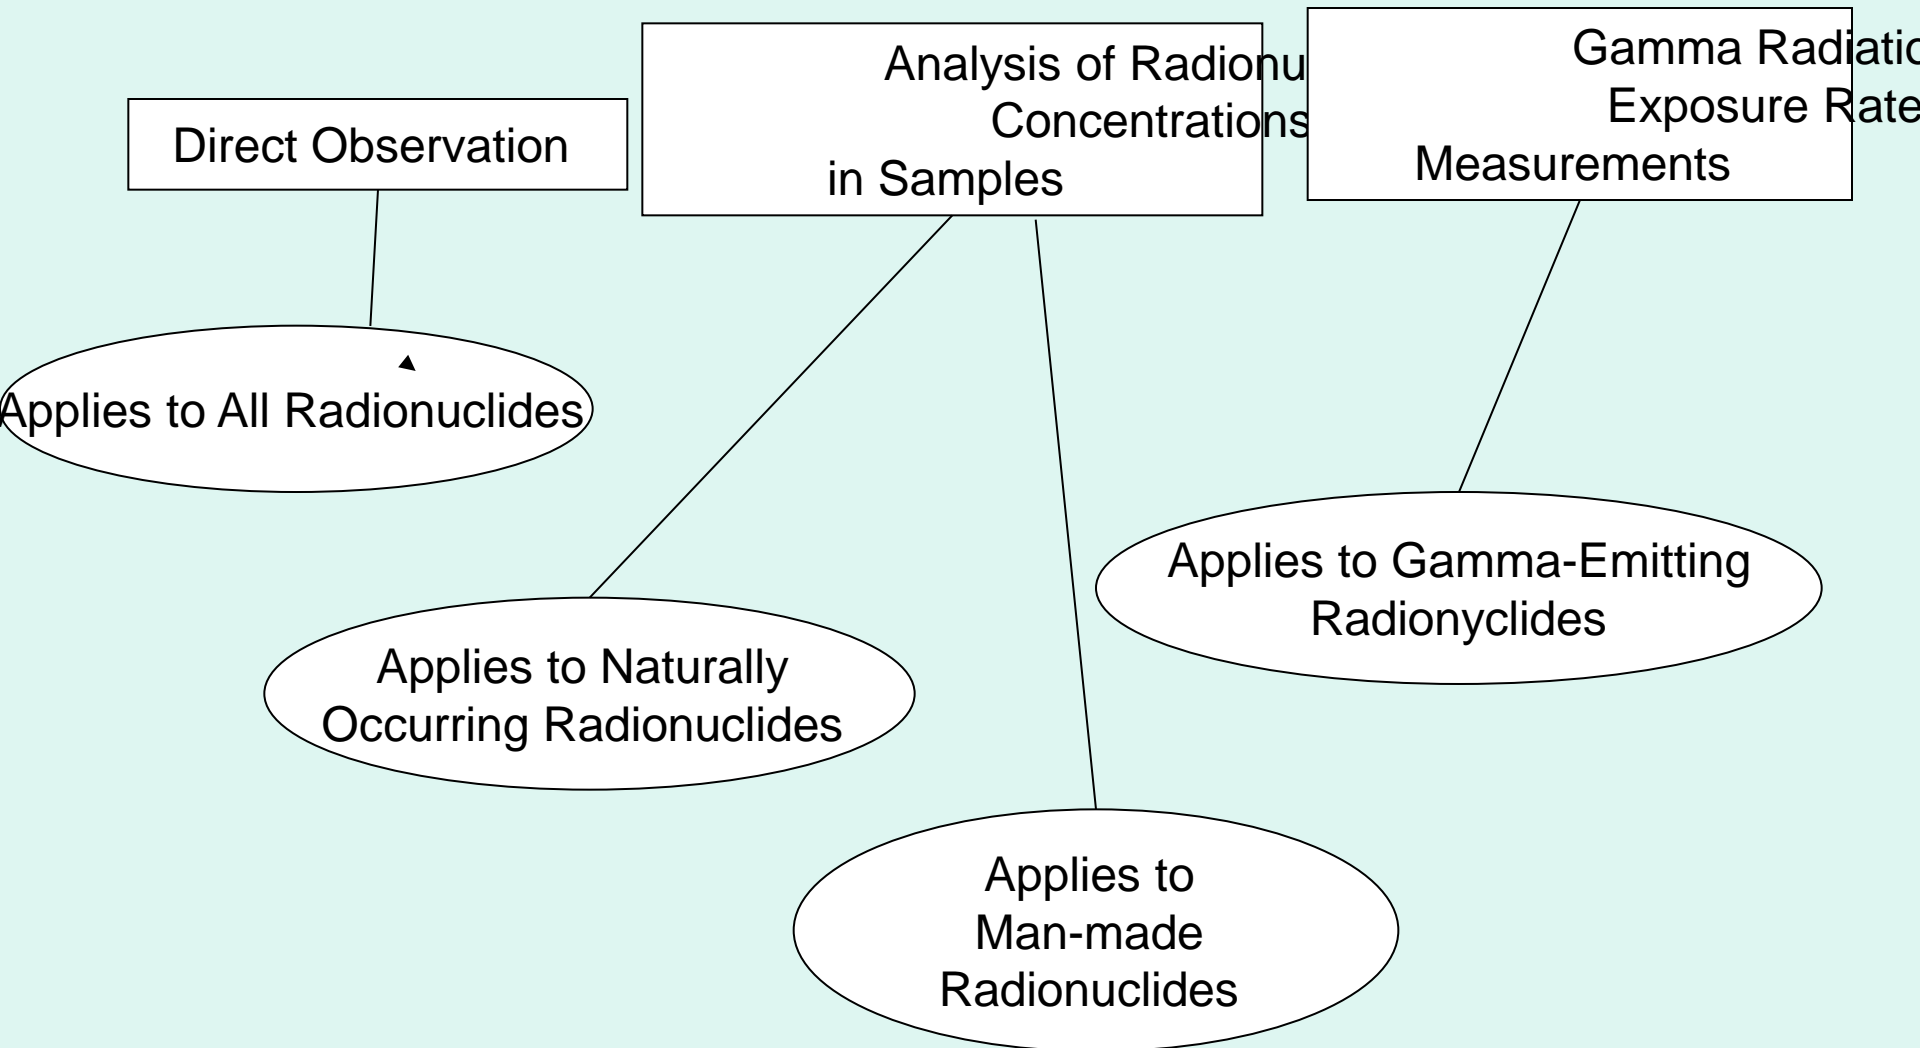 Direct Observation
Analysis of Radionu
Concentrations
in Samples
Gamma Radiatio
Exposure Rate
Measurements
Applies to All Radionuclides
Applies to Gamma-Emitting
Radionyclides
Applies to Naturally
Occurring Radionuclides
Applies to
Man-made
Radionuclides